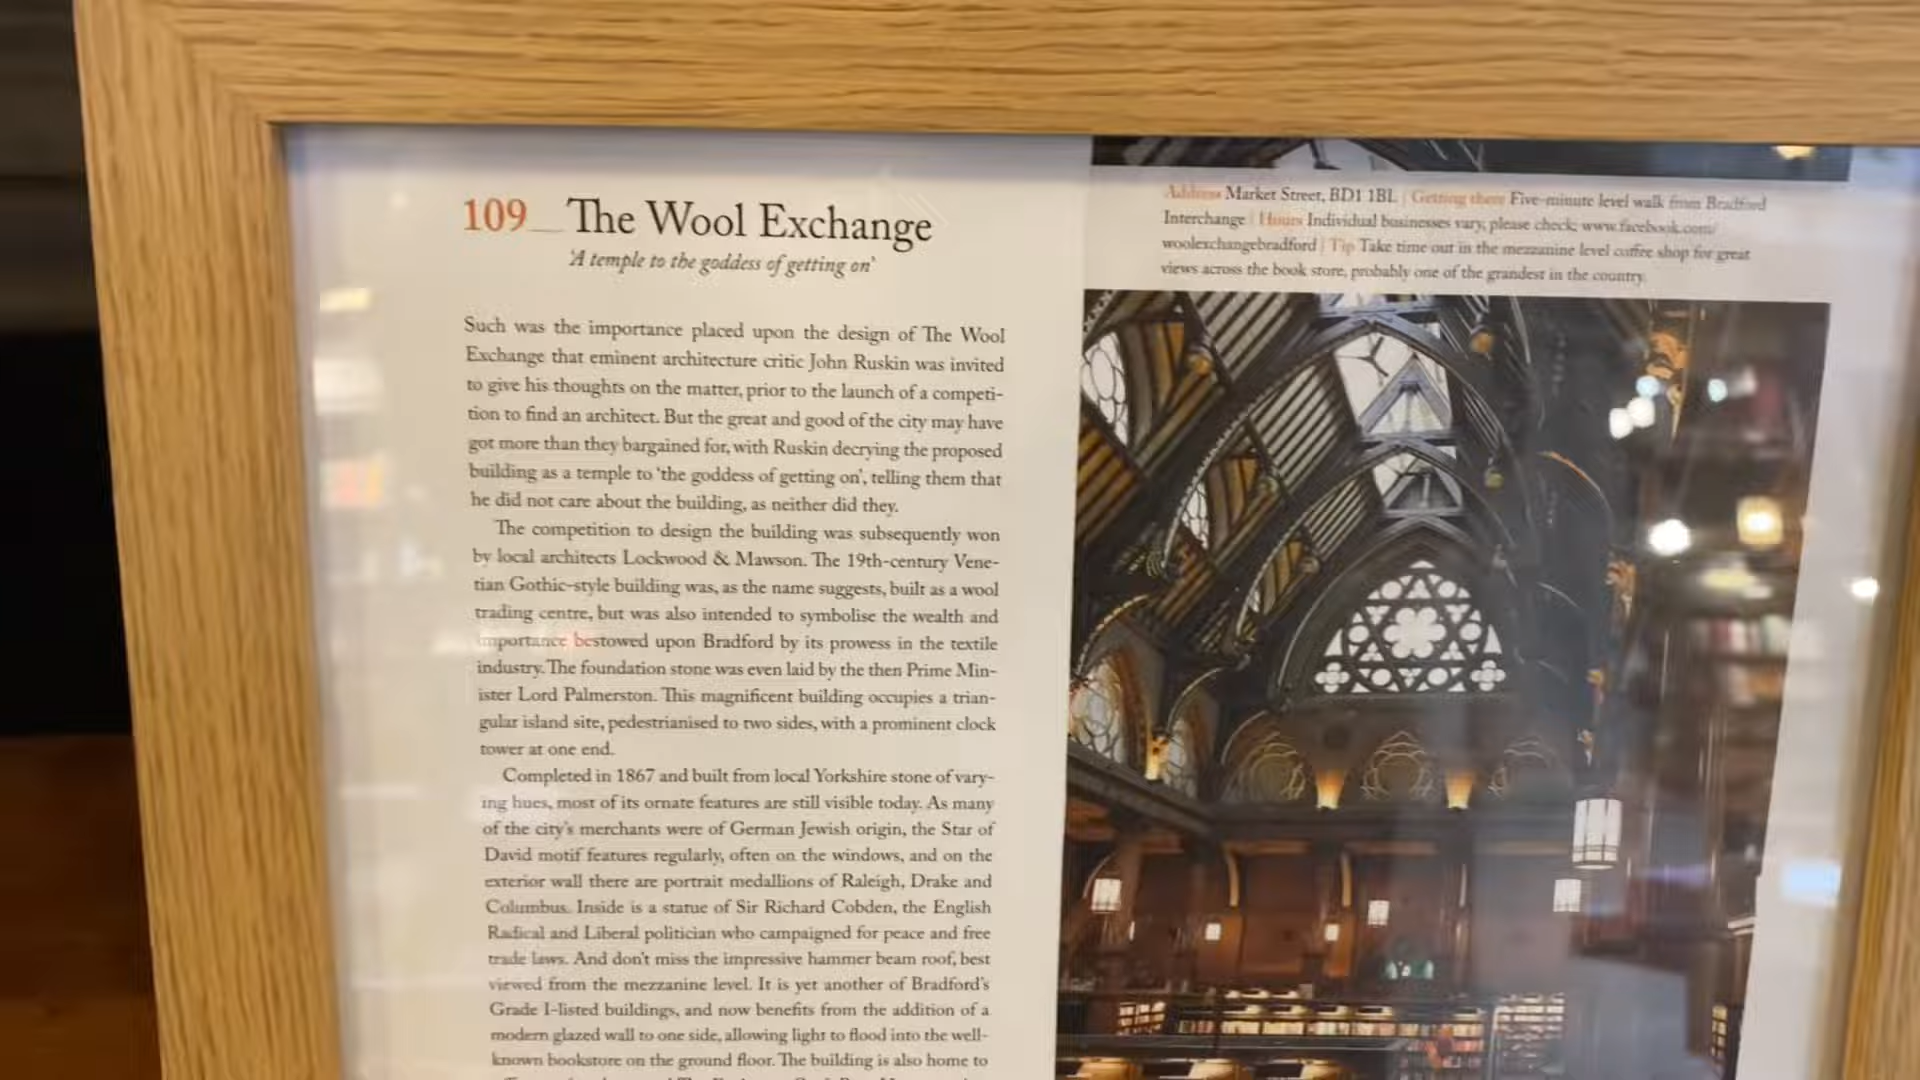 109 The Wool Exchange
'A temple to the goddess of getting on'
Such was the importance placed upon the design of The Wool
Exchange that eminent architecture critic John Ruskin was invited
to give his thoughts on the matter, prior to the launch of a competi-
tion to find an architect. But the great and good of the city may have
got more than they bargained for, with Ruskin decrying the proposed
building as a temple to 'the goddess of getting on', telling them that
he did not care about the building, as neither did they.
The competition to design the building was subsequently won
by local architects Lockwood & Mawson. The 19th-century Vene-
tian Gothic-style building was, as the name suggests, built as a wool
trading centre, but was also intended to symbolise the wealth and
importance bestowed upon Bradford by its prowess in the textile
industry. The foundation stone was even laid by the then Prime Min-
ister Lord Palmerston. This magnificent building occupies a trian-
gular island site, pedestrianised to two sides, with a prominent clock
tower at one end.
Completed in 1867 and built from local Yorkshire stone of vary-
ing hues, most of its ornate features are still visible today. As many
of the city's merchants were of German Jewish origin, the Star of
David motif features regularly, often on the windows, and on the
exterior wall there are portrait medallions of Raleigh, Drake and
Columbus. Inside is a statue of Sir Richard Cobden, the English
Radical and Liberal politician who campaigned for peace and free
trade laws. And don't miss the impressive hammer beam roof, best
viewed from the mezzanine level. It is yet another of Bradford's
Grade I-listed buildings, and now benefits from the addition of a
modern glazed wall to one side, allowing light to flood into the well-
known bookstore on the ground floor. The building is also home to
Address Market Street, BD1 1BL | Getting there Five-minute level walk from Bradford
Interchange | Hours Individual businesses vary, please check: www.facebook.com/
woolexchangebradford | Tip Take time out in the mezzanine level coffee shop for great
views across the book store, probably one of the grandest in the country.